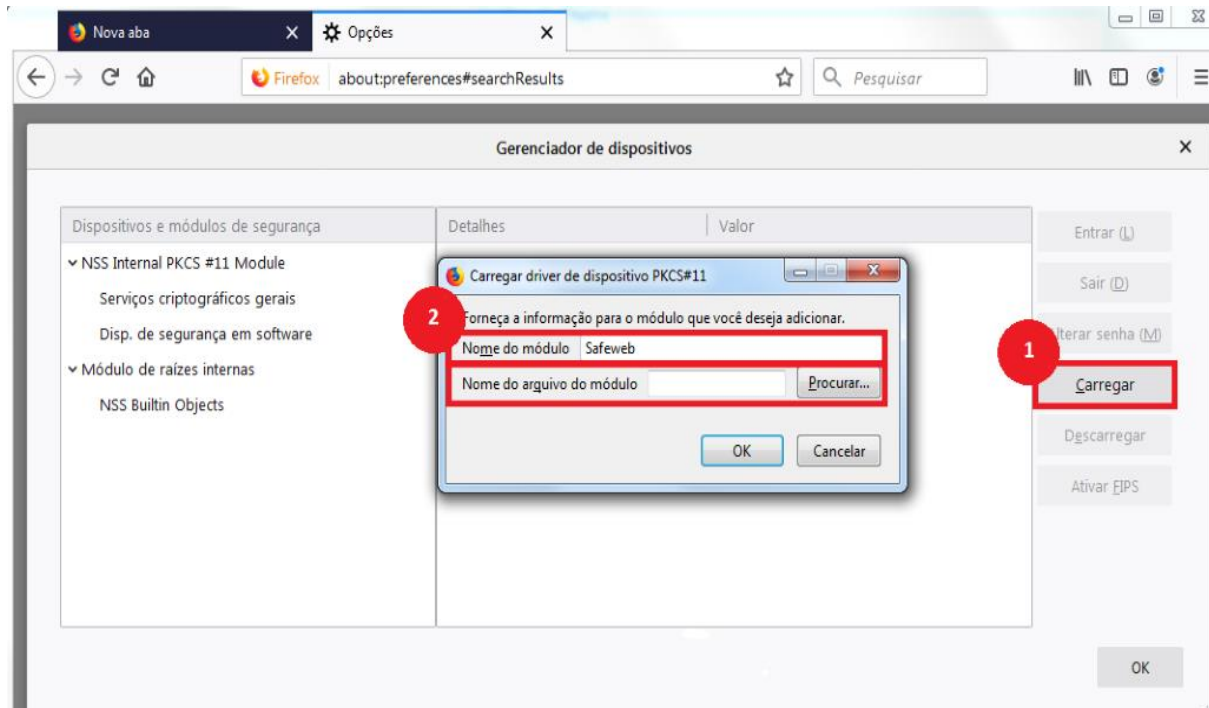 Nova aba
Opções
Firefox about:preferences#searchResults
Pesquisar
Gerenciador de dispositivos
Dispositivos e módulos de segurança Detalhes Valor
NSS Internal PKCS #11 Module
Serviços criptográficos gerais
Disp. de segurança em software
Módulo de raízes internas
NSS Builtin Objects
Carregar driver de dispositivo PKCS#11
2
Forneça a informação para o módulo que você deseja adicionar.
Nome do módulo Safeweb
Nome do arquivo do módulo Procurar...
OK Cancelar
Entrar (L)
Sair (D)
Alterar senha (M)
1
Carregar
Descarregar
Ativar FIPS
OK